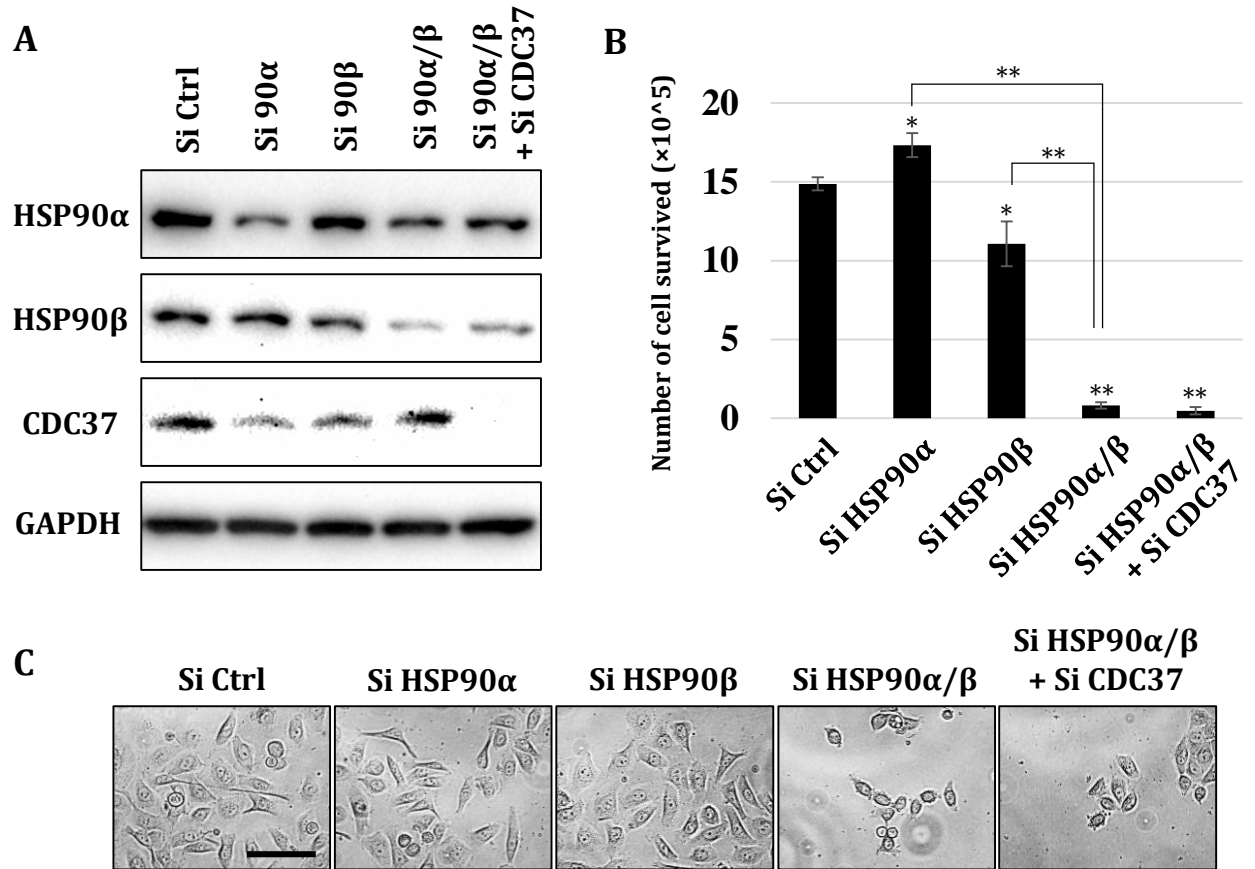 A
Si Ctrl
Si 90α
Si 90β
Si 90α/β
Si 90α/β
+ Si CDC37
HSP90α
HSP90β
CDC37
GAPDH
B
Number of cell survived (×10^5)
20
15
10
5
0
*
*
**
**
**
**
Si Ctrl
Si HSP90α
Si HSP90β
Si HSP90α/β
Si HSP90α/β
+ Si CDC37
C
Si Ctrl
Si HSP90α
Si HSP90β
Si HSP90α/β
Si HSP90α/β
+ Si CDC37